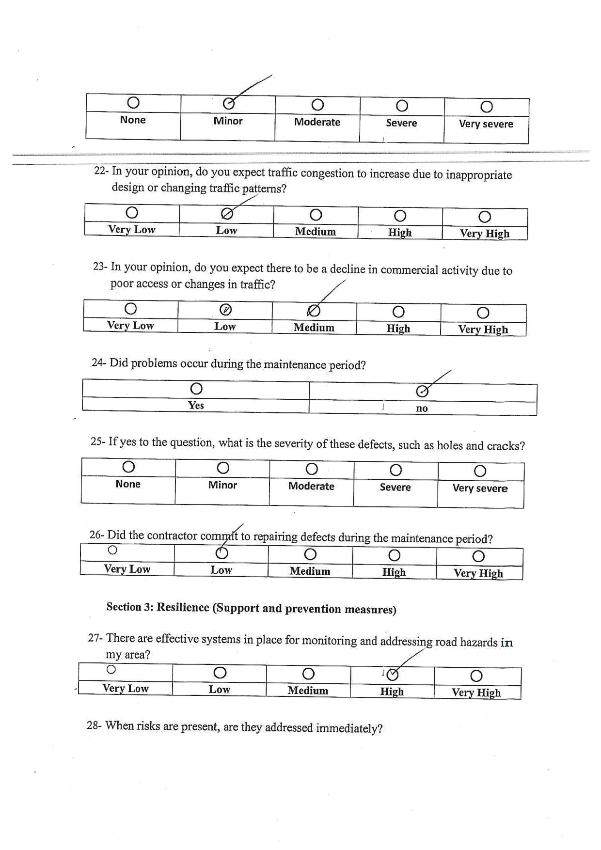 None Minor Moderate Severe Very severe
22- In your opinion, do you expect traffic congestion to increase due to inappropriate
design or changing traffic patterns?
Very Low Low Medium High Very High
23- In your opinion, do you expect there to be a decline in commercial activity due to
poor access or changes in traffic?
Very Low Low Medium High Very High
24- Did problems occur during the maintenance period?
Yes no
25- If yes to the question, what is the severity of these defects, such as holes and cracks?
None Minor Moderate Severe Very severe
26- Did the contractor commit to repairing defects during the maintenance period?
Very Low Low Medium High Very High
Section 3: Resilience (Support and prevention measures)
27- There are effective systems in place for monitoring and addressing road hazards in
my area?
Very Low Low Medium High Very High
28- When risks are present, are they addressed immediately?